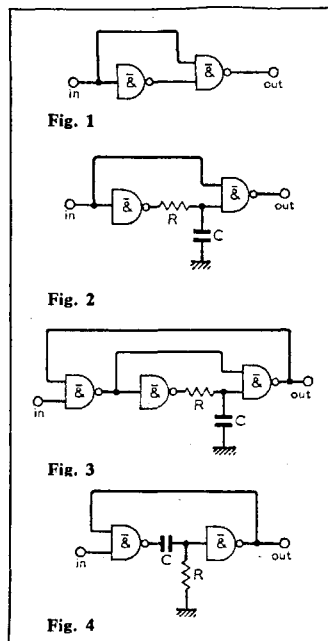 & &
in out
Fig. 1
& & 
in R out
C
Fig. 2
& & &
in R out
C
Fig. 3
& &
in C out
R
Fig. 4